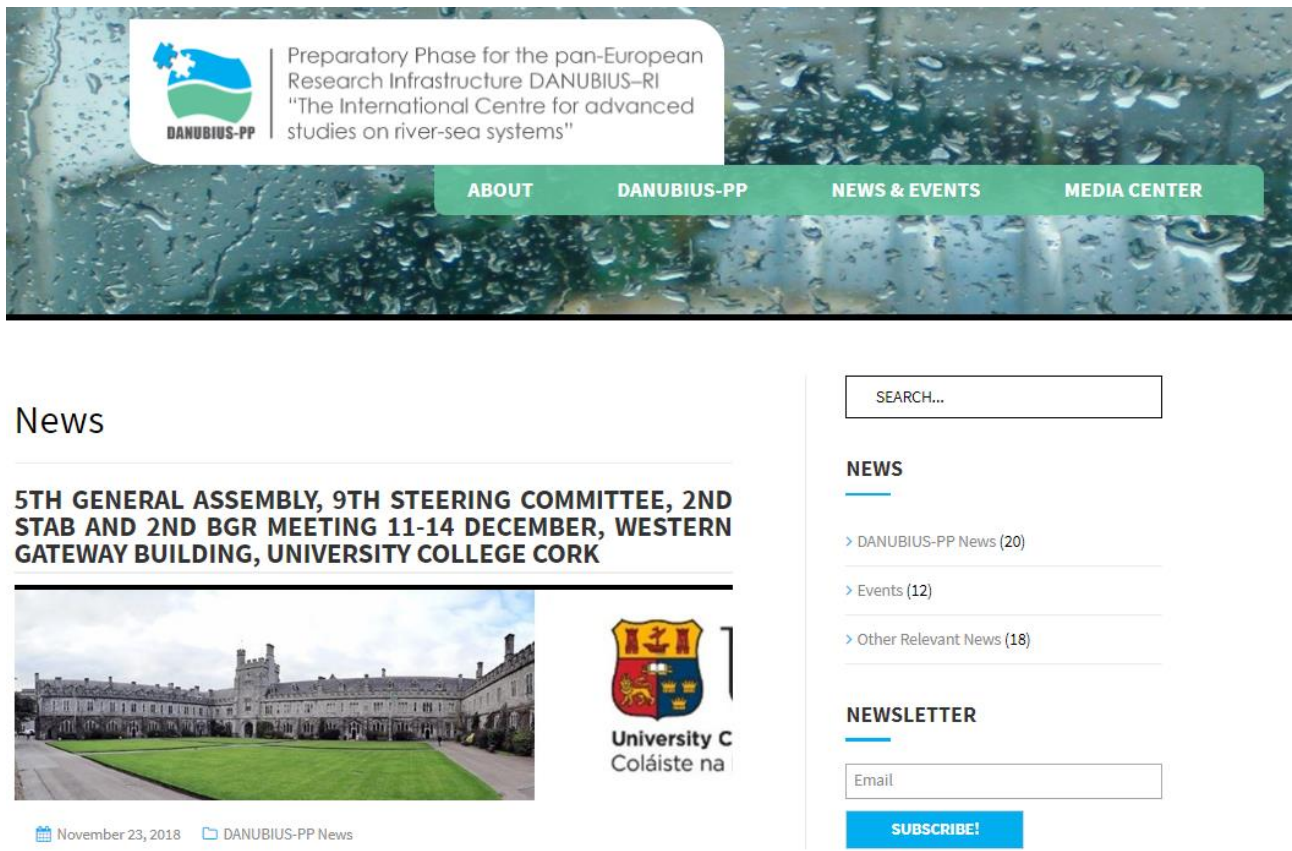 Preparatory Phase for the pan-European
Research Infrastructure DANUBIUS–RI
"The International Centre for advanced
studies on river-sea systems"
DANUBIUS-PP
ABOUT DANUBIUS-PP NEWS & EVENTS MEDIA CENTER
News
5TH GENERAL ASSEMBLY, 9TH STEERING COMMITTEE, 2ND
STAB AND 2ND BGR MEETING 11-14 DECEMBER, WESTERN
GATEWAY BUILDING, UNIVERSITY COLLEGE CORK
University C
Coláiste na
November 23, 2018 DANUBIUS-PP News
SEARCH...
NEWS
> DANUBIUS-PP News (20)
> Events (12)
> Other Relevant News (18)
NEWSLETTER
Email
SUBSCRIBE!